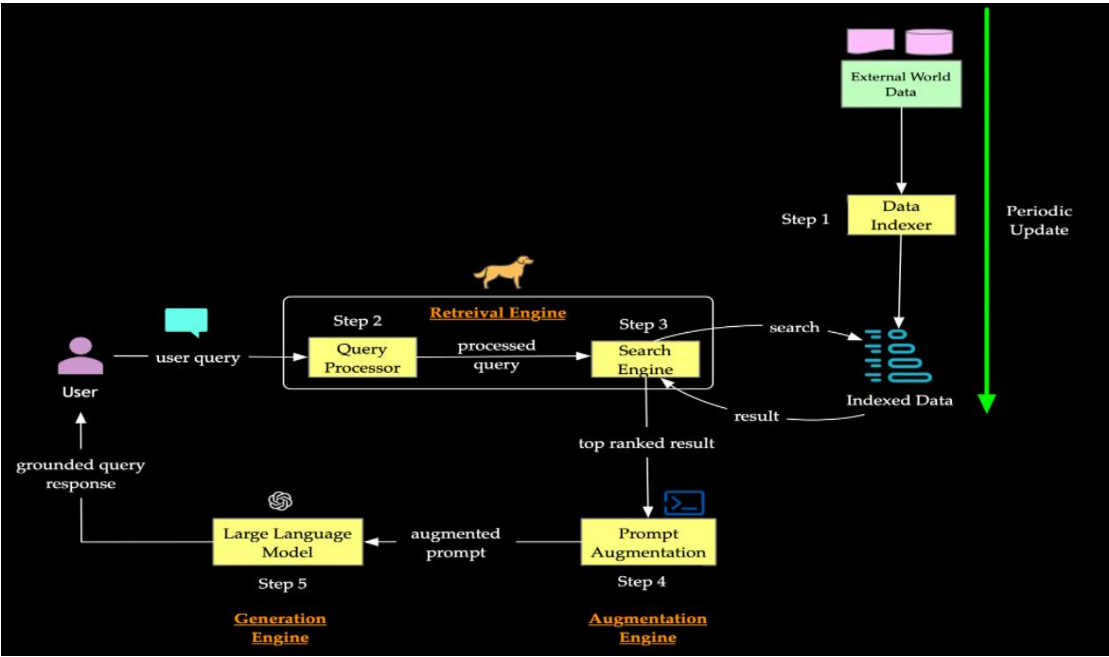 External World
Data
Step 1
Data
Indexer
Periodic
Update
Retreival Engine
Step 2
Step 3
user query
Query
Processor
processed
query
Search
Engine
search
User
Indexed Data
result
top ranked result
grounded query
response
Large Language
Model
augmented
prompt
Prompt
Augmentation
Step 5
Step 4
Generation
Engine
Augmentation
Engine